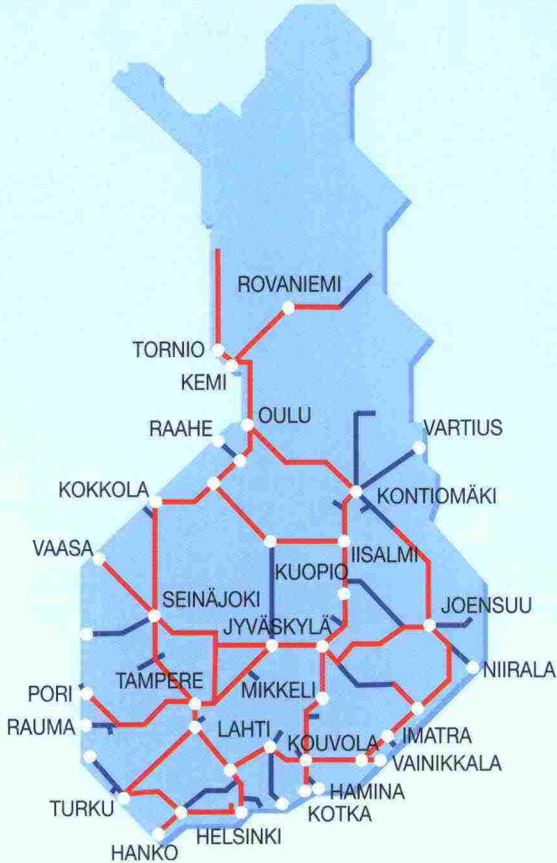 ROVANIEMI
TORNIO
KEMI
OULU
RAAHE
VARTIUS
KOKKOLA
KONTIOMÄKI
VAASA
IISALMI
KUOPIO
SEINÄJOKI
JOENSUU
JYVÄSKYLÄ
NIIRALA
TAMPERE
MIKKELI
PORI
RAUMA
LAHTI
KOUVOLA
IMATRA
VAINIKKALA
HAMINA
TURKU
KOTKA
HELSINKI
HANKO